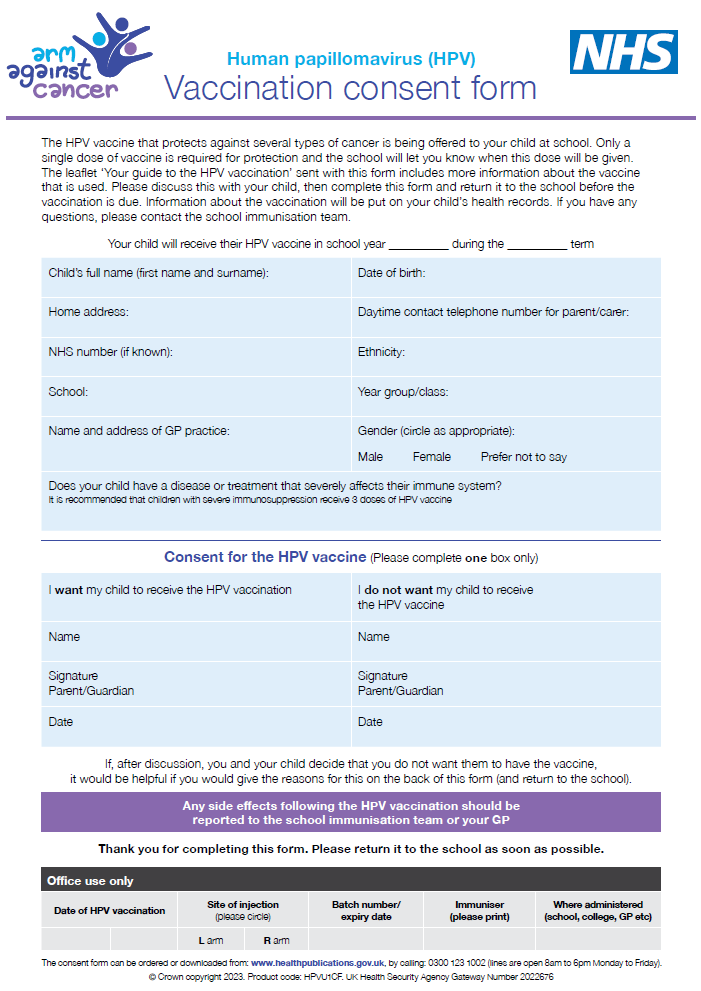 arm
against
cancer
Human papillomavirus (HPV)
Vaccination consent form
NHS
The HPV vaccine that protects against several types of cancer is being offered to your child at school. Only a
single dose of vaccine is required for protection and the school will let you know when this dose will be given.
The leaflet ‘Your guide to the HPV vaccination’ sent with this form includes more information about the vaccine
that is used. Please discuss this with your child, then complete this form and return it to the school before the
vaccination is due. Information about the vaccination will be put on your child’s health records. If you have any
questions, please contact the school immunisation team.
Your child will receive their HPV vaccine in school year _________ during the _________ term
Child’s full name (first name and surname):
Date of birth:
Home address:
Daytime contact telephone number for parent/carer:
NHS number (if known):
Ethnicity:
School:
Year group/class:
Name and address of GP practice:
Gender (circle as appropriate):
Male Female Prefer not to say
Does your child have a disease or treatment that severely affects their immune system?
It is recommended that children with severe immunosuppression receive 3 doses of HPV vaccine
Consent for the HPV vaccine (Please complete one box only)
I want my child to receive the HPV vaccination
I do not want my child to receive
the HPV vaccine
Name
Name
Signature
Parent/Guardian
Signature
Parent/Guardian
Date
Date
If, after discussion, you and your child decide that you do not want them to have the vaccine,
it would be helpful if you would give the reasons for this on the back of this form (and return to the school).
Any side effects following the HPV vaccination should be
reported to the school immunisation team or your GP
Thank you for completing this form. Please return it to the school as soon as possible.
Office use only
Date of HPV vaccination
Site of injection
(please circle)
Batch number/
expiry date
Immuniser
(please print)
Where administered
(school, college, GP etc)
L arm R arm
The consent form can be ordered or downloaded from: www.healthpublications.gov.uk, by calling: 0300 123 1002 (lines are open 8am to 6pm Monday to Friday).
© Crown copyright 2023. Product code: HPVU1CF. UK Health Security Agency Gateway Number 2022676